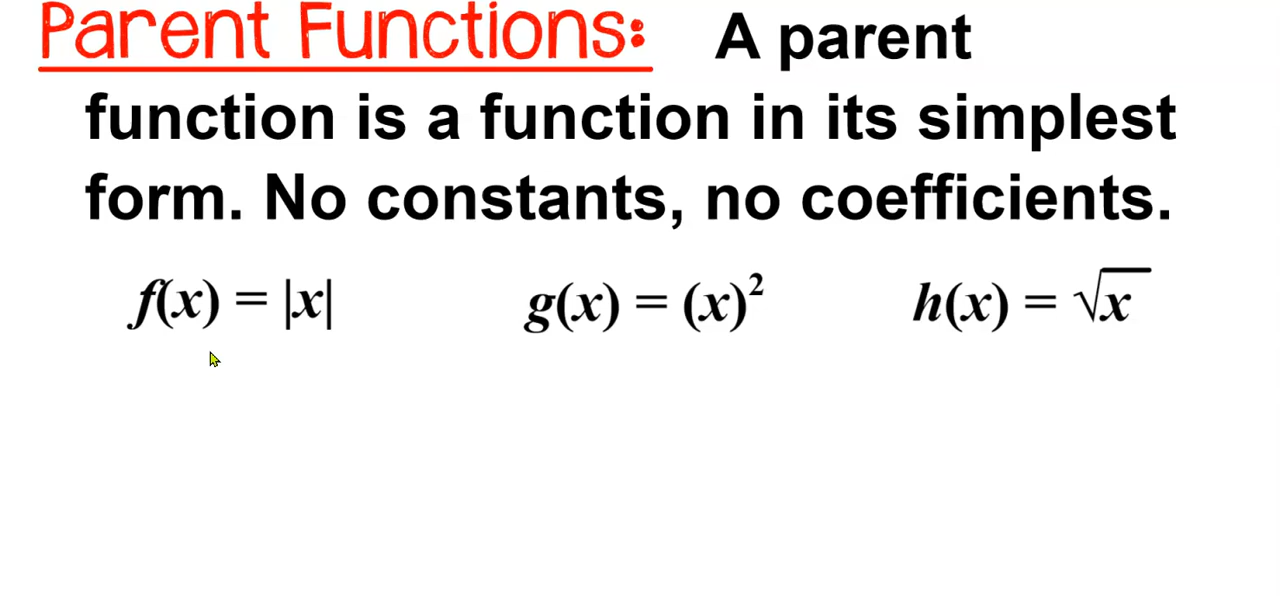 Parent Functions: A parent
function is a function in its simplest
form. No constants, no coefficients.
f(x) = |x| g(x) = (x)² h(x) = √x